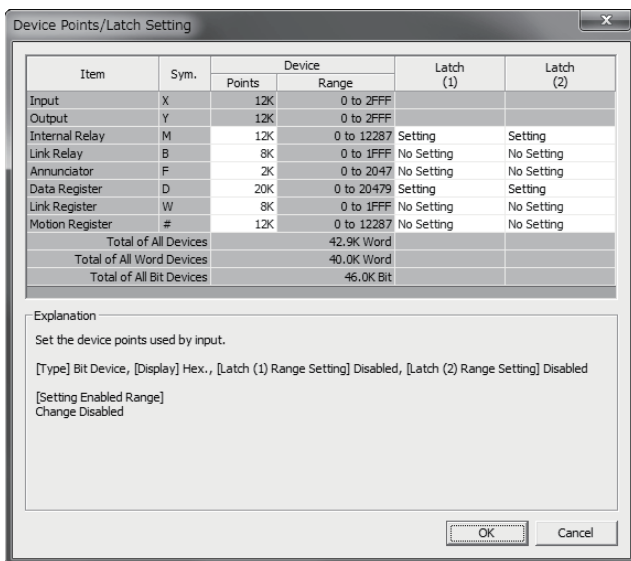 Device Points/Latch Setting
Item Sym. Device Latch (1) Latch (2)
Points Range
Input X 12K 0 to 2FFF
Output Y 12K 0 to 2FFF
Internal Relay M 12K 0 to 12287 Setting Setting
Link Relay B 8K 0 to 1FFF No Setting No Setting
Annunciator F 2K 0 to 2047 No Setting No Setting
Data Register D 20K 0 to 20479 Setting Setting
Link Register W 8K 0 to 1FFF No Setting No Setting
Motion Register # 12K 0 to 12287 No Setting No Setting
Total of All Devices 42.9K Word
Total of All Word Devices 40.0K Word
Total of All Bit Devices 46.0K Bit
Explanation
Set the device points used by input.
[Type] Bit Device, [Display] Hex., [Latch (1) Range Setting] Disabled, [Latch (2) Range Setting] Disabled
[Setting Enabled Range]
Change Disabled
OK Cancel